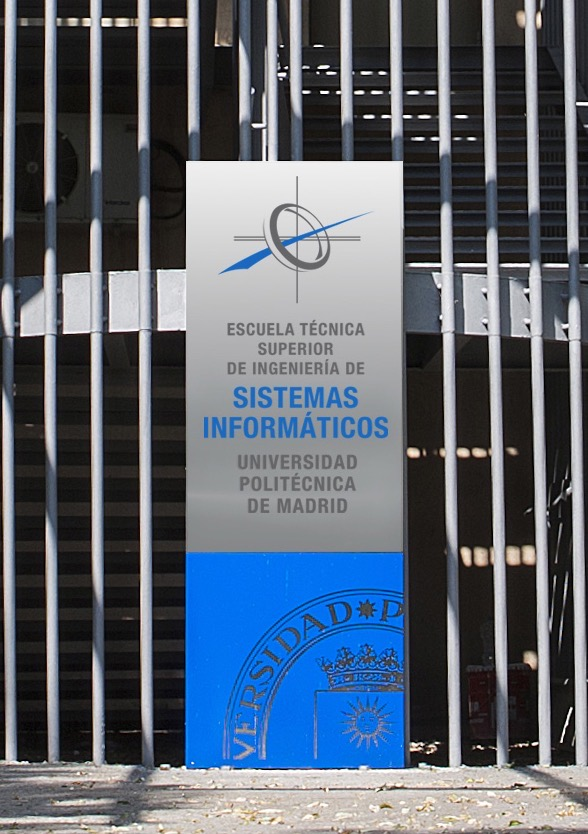 ESCUELA TÉCNICA
SUPERIOR
DE INGENIERÍA DE
SISTEMAS
INFORMÁTICOS
UNIVERSIDAD
POLITÉCNICA
DE MADRID
VERSIDAD P